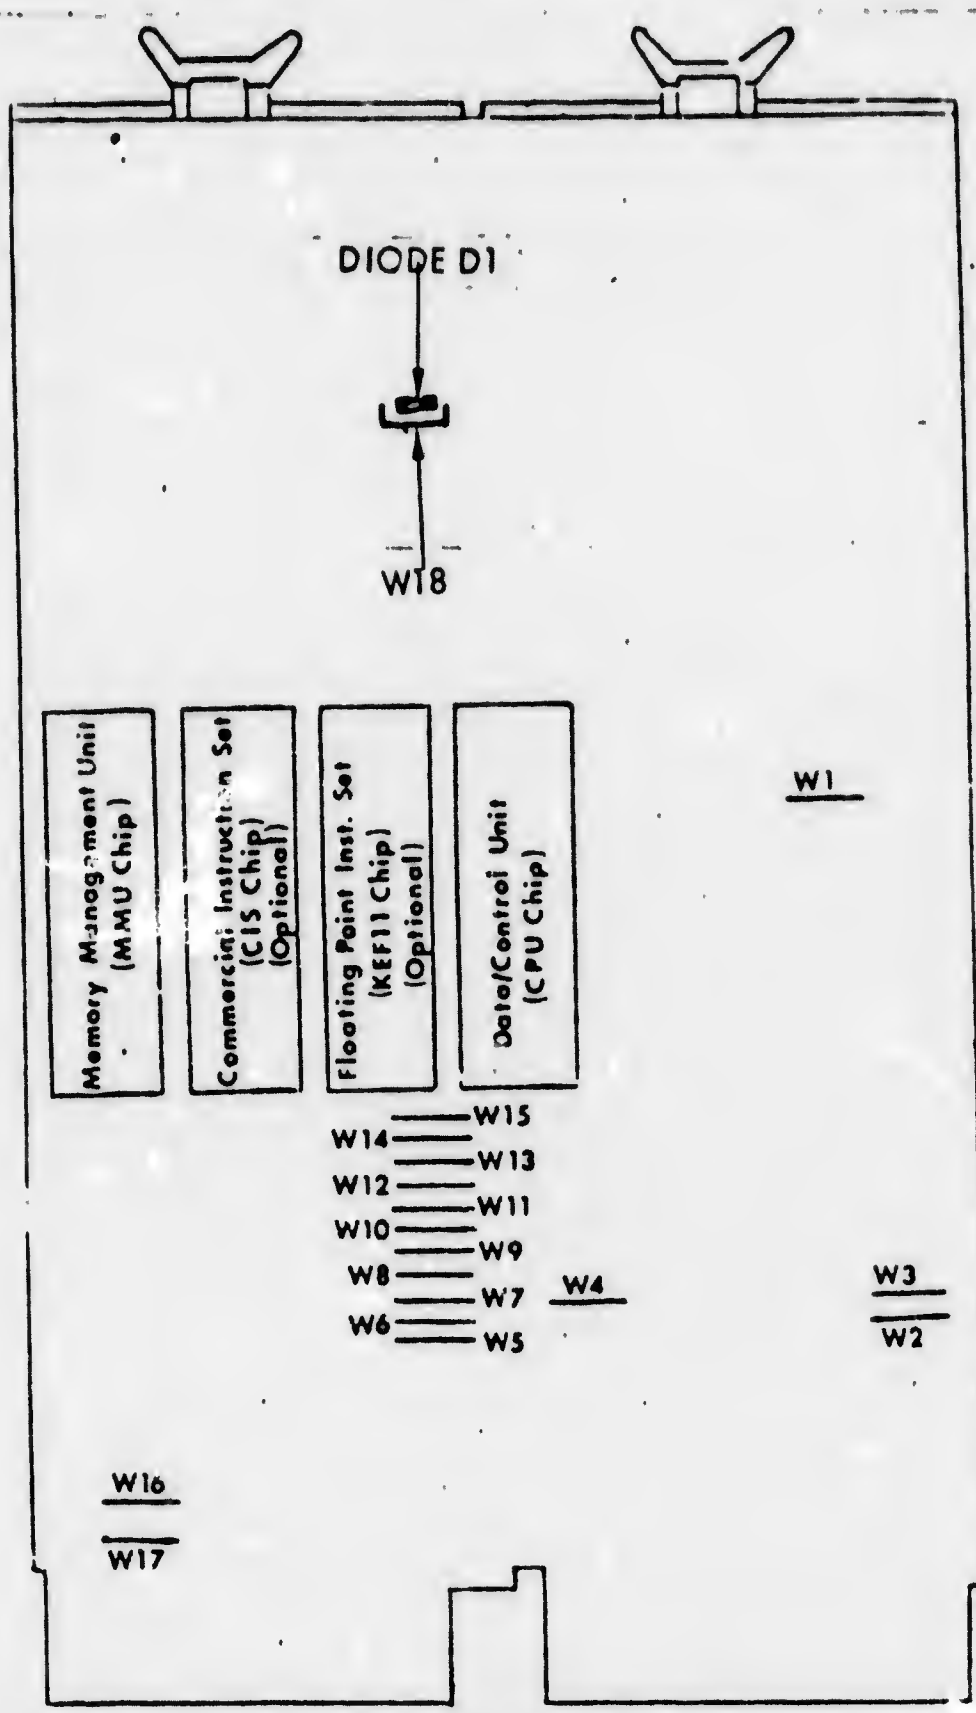 DIODE D1
W18
Memory Management Unit
(MMU Chip)
Commercial Instruction Set
(CIS Chip)
(Optional)
Floating Point Inst. Set
(KEF11 Chip)
(Optional)
Data/Control Unit
(CPU Chip)
W1
W15
W14
W13
W12
W11
W10
W9
W8
W7
W6
W5
W4
W3
W2
W16
W17